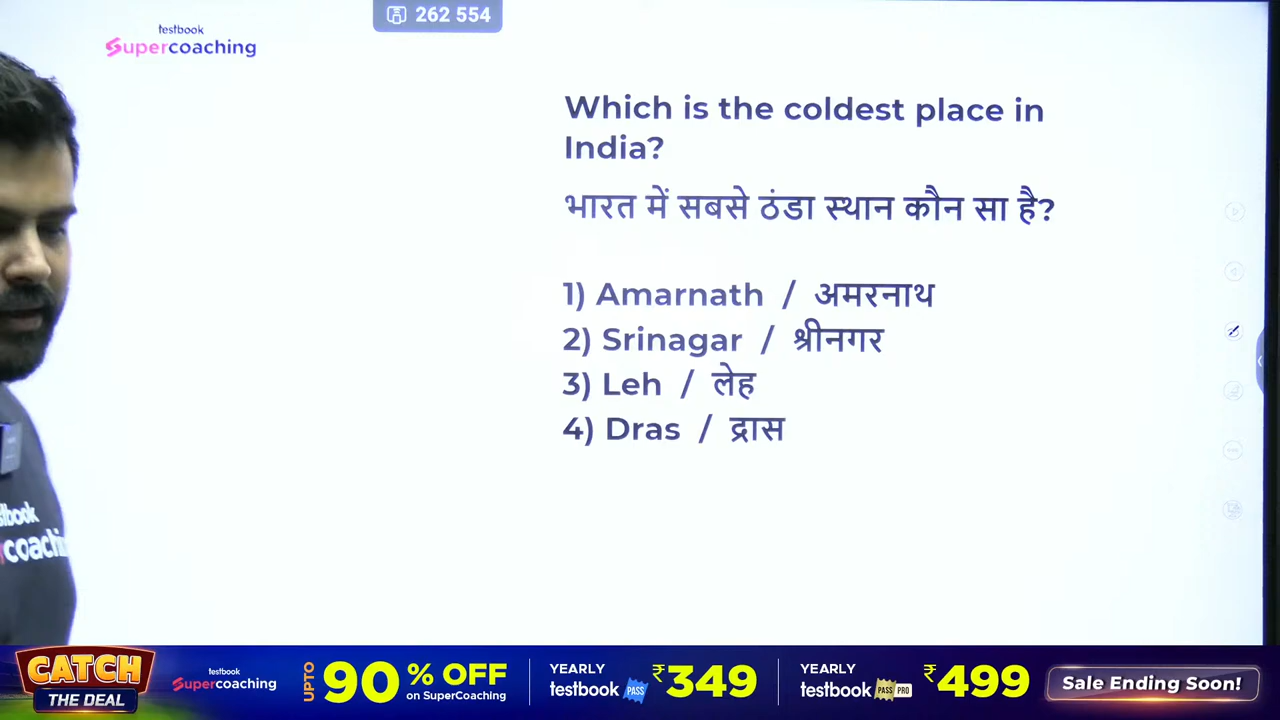 262 554
testbook
Supercoaching
Which is the coldest place in
India?
भारत में सबसे ठंडा स्थान कौन सा है?
1) Amarnath / अमरनाथ
2) Srinagar / श्रीनगर
3) Leh / लेह
4) Dras / द्रास
CATCH
THE DEAL
testbook
Supercoaching
UPTO
90
% OFF
on SuperCoaching
YEARLY
testbook PASS
₹349
YEARLY
testbook PASS PRO
₹499
Sale Ending Soon!